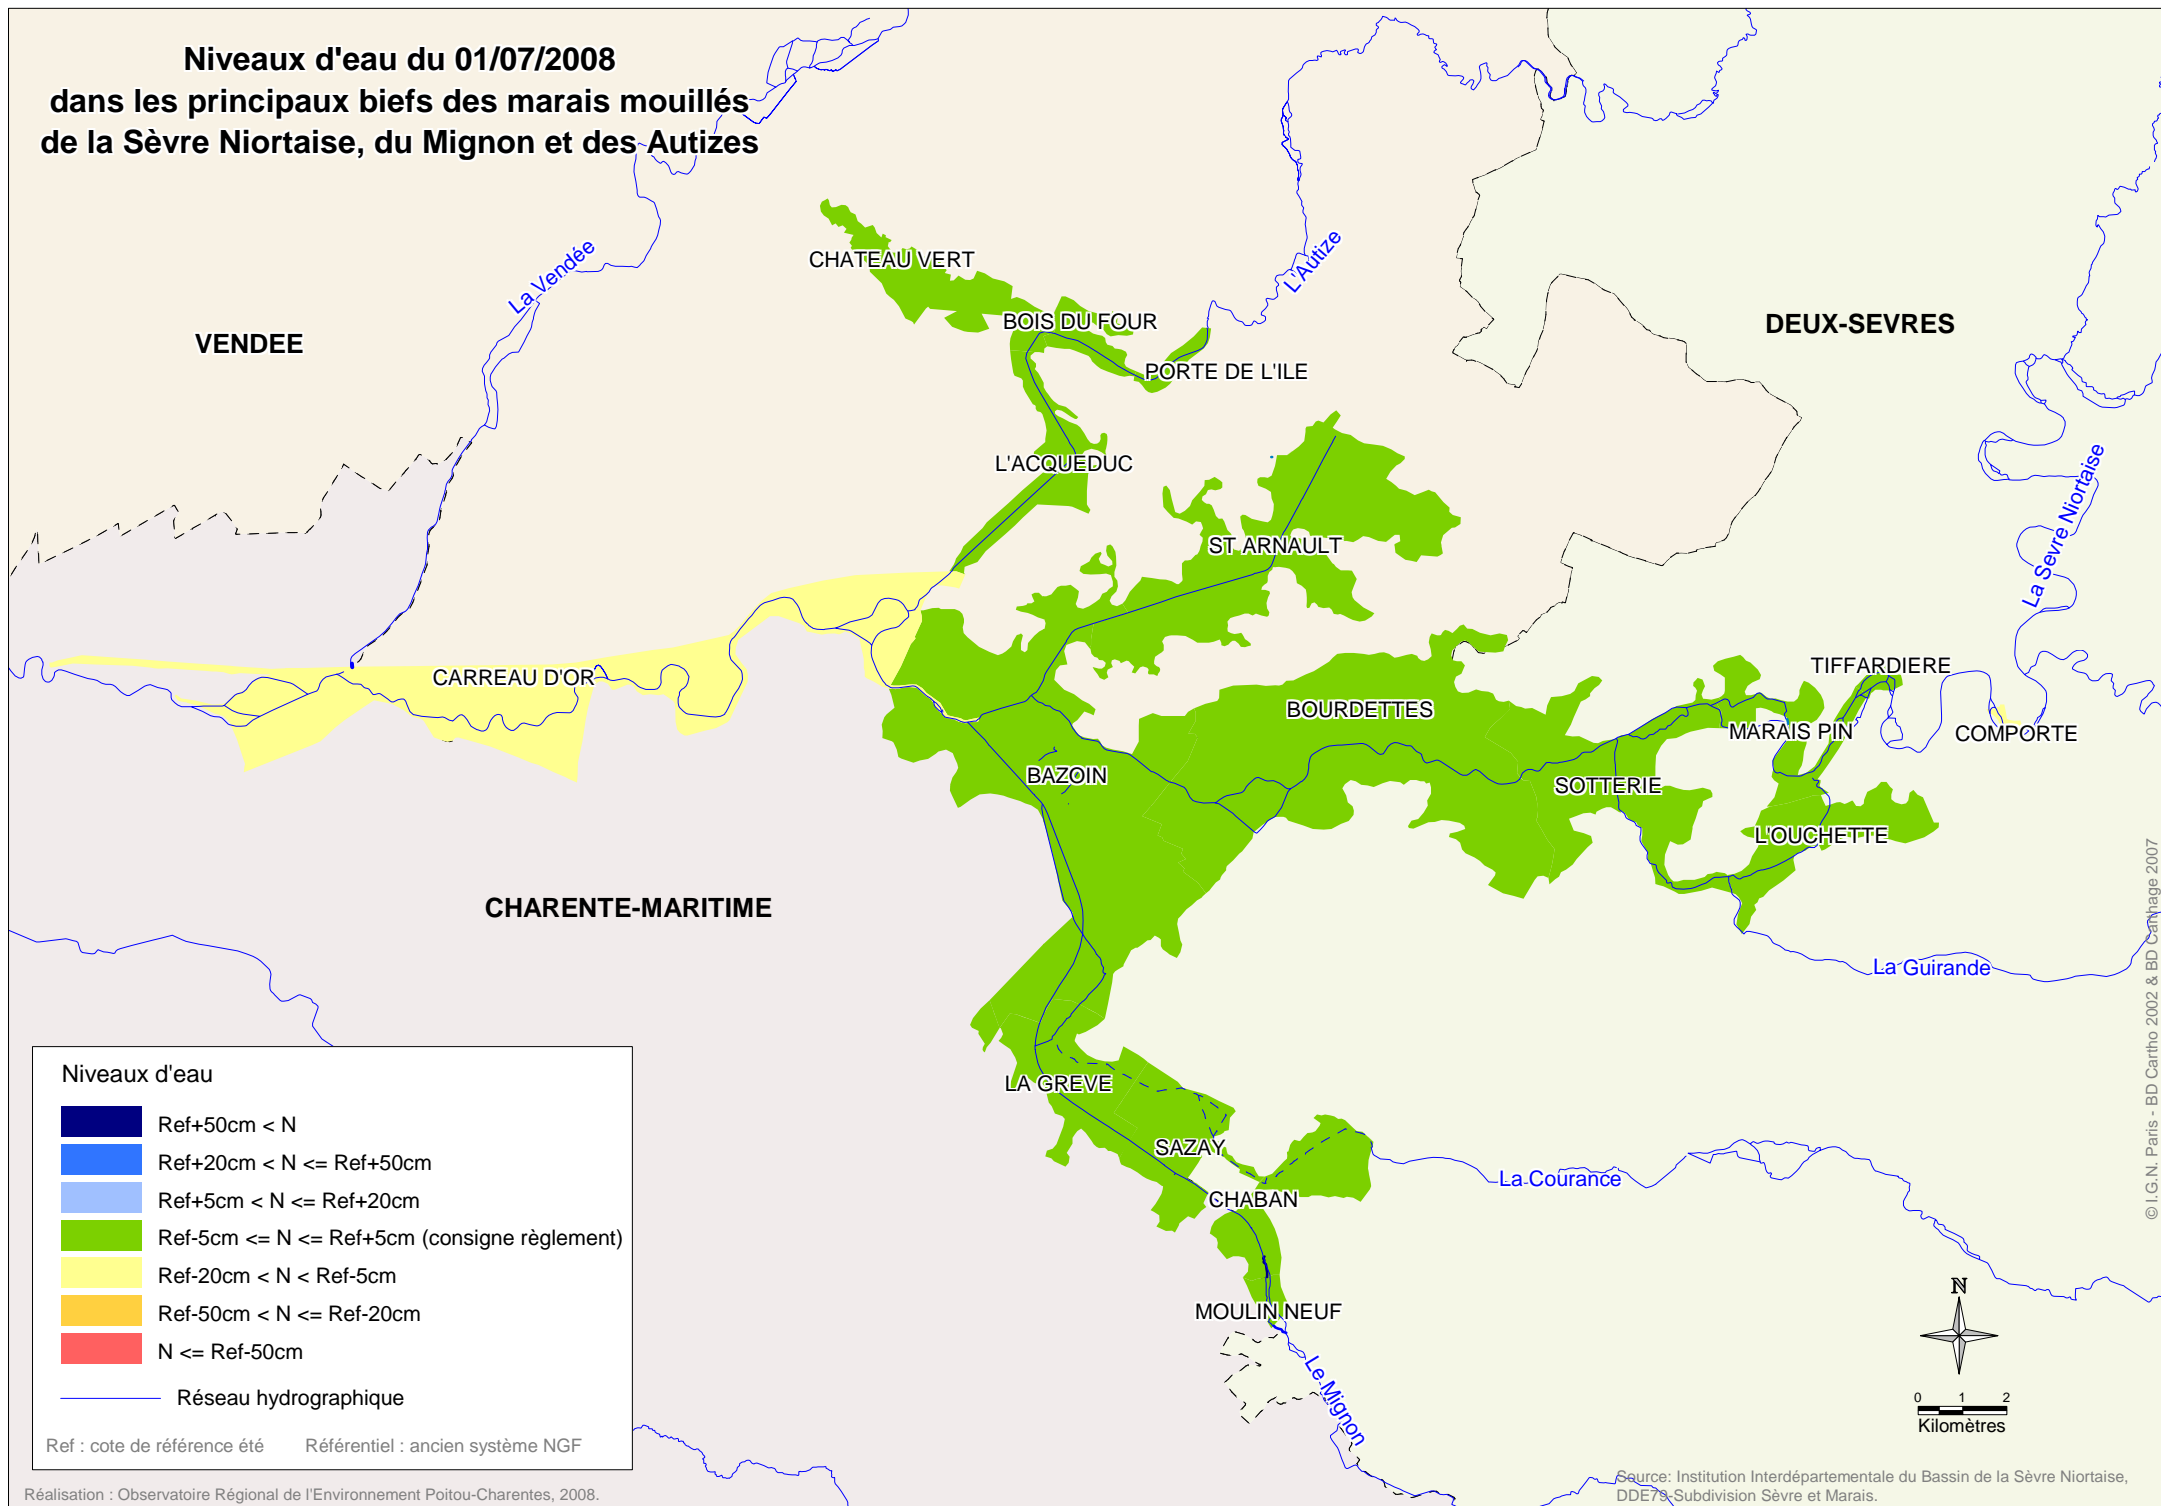 Niveaux d'eau du 01/07/2008
dans les principaux biefs des marais mouillés
de la Sèvre Niortaise, du Mignon et des Autizes
La Vendée
L'Autize
CHATEAU VERT
VENDEE
BOIS DU FOUR
DEUX-SEVRES
PORTE DE L'ILE
L'ACQUEDUC
La Sevre Niortaise
ST ARNAULT
CARREAU D'OR
TIFFARDIERE
BOURDETTES
MARAIS PIN
COMPORTE
BAZOIN
SOTTERIE
L'OUCHETTE
CHARENTE-MARITIME
La Guirande
LA GREVE
SAZAY
La Courance
CHABAN
MOULIN NEUF
Le Mignon
Niveaux d'eau
Ref+50cm < N
Ref+20cm < N <= Ref+50cm
Ref+5cm < N <= Ref+20cm
Ref-5cm <= N <= Ref+5cm (consigne règlement)
Ref-20cm < N < Ref-5cm
Ref-50cm < N <= Ref-20cm
N <= Ref-50cm
Réseau hydrographique
Ref : cote de référence été Référentiel : ancien système NGF
N
0 1 2
Kilomètres
© I.G.N. Paris - BD Cartho 2002 & BD Carthage 2007
Source: Institution Interdépartementale du Bassin de la Sèvre Niortaise,
DDE79-Subdivision Sèvre et Marais.
Réalisation : Observatoire Régional de l'Environnement Poitou-Charentes, 2008.